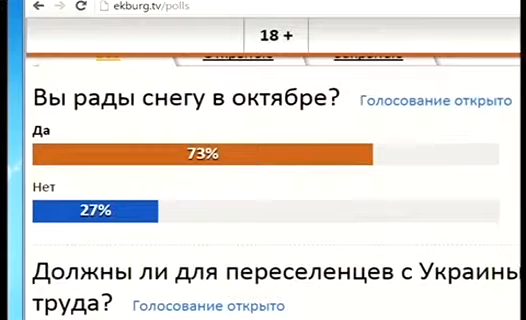 ekburg.tv/polls
18 +
Вы рады снегу в октябре? Голосование открыто
Да
73%
Нет
27%
Должны ли для переселенцев с Украины
труда? Голосование открыто